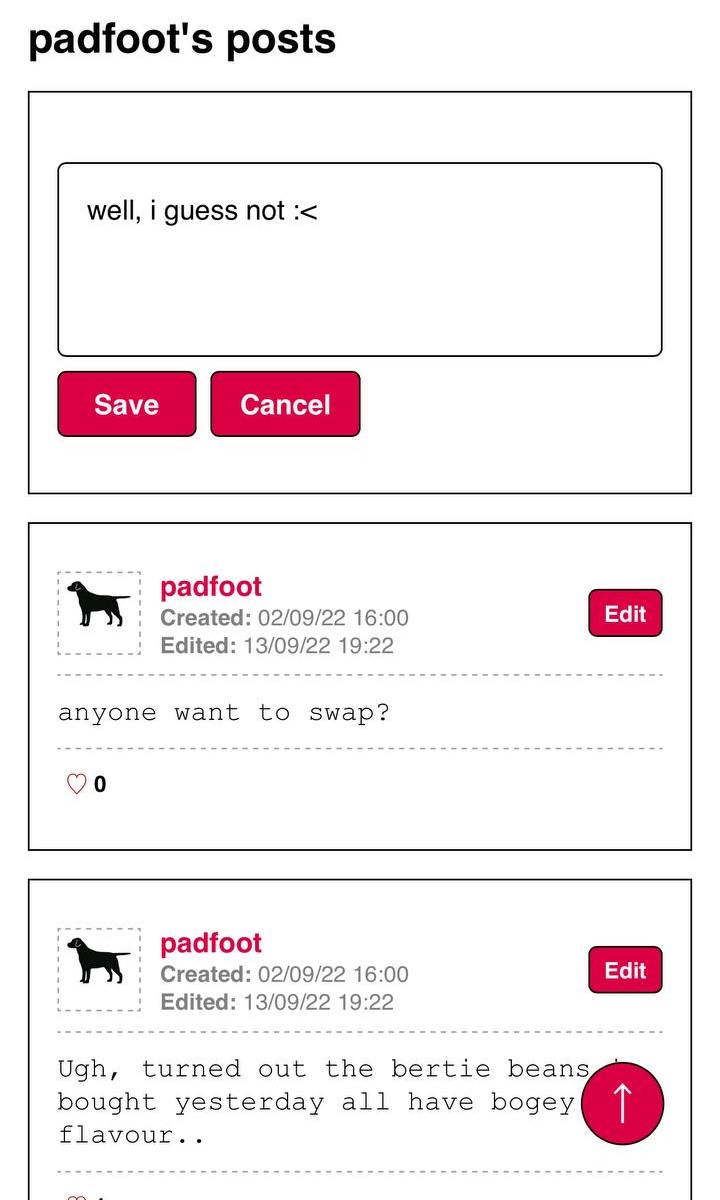 padfoot's posts
well, i guess not :<
Save Cancel
padfoot
Created: 02/09/22 16:00
Edited: 13/09/22 19:22
Edit
anyone want to swap?
♡ 0
padfoot
Created: 02/09/22 16:00
Edited: 13/09/22 19:22
Edit
Ugh, turned out the bertie beans
bought yesterday all have bogey
flavour..
↑